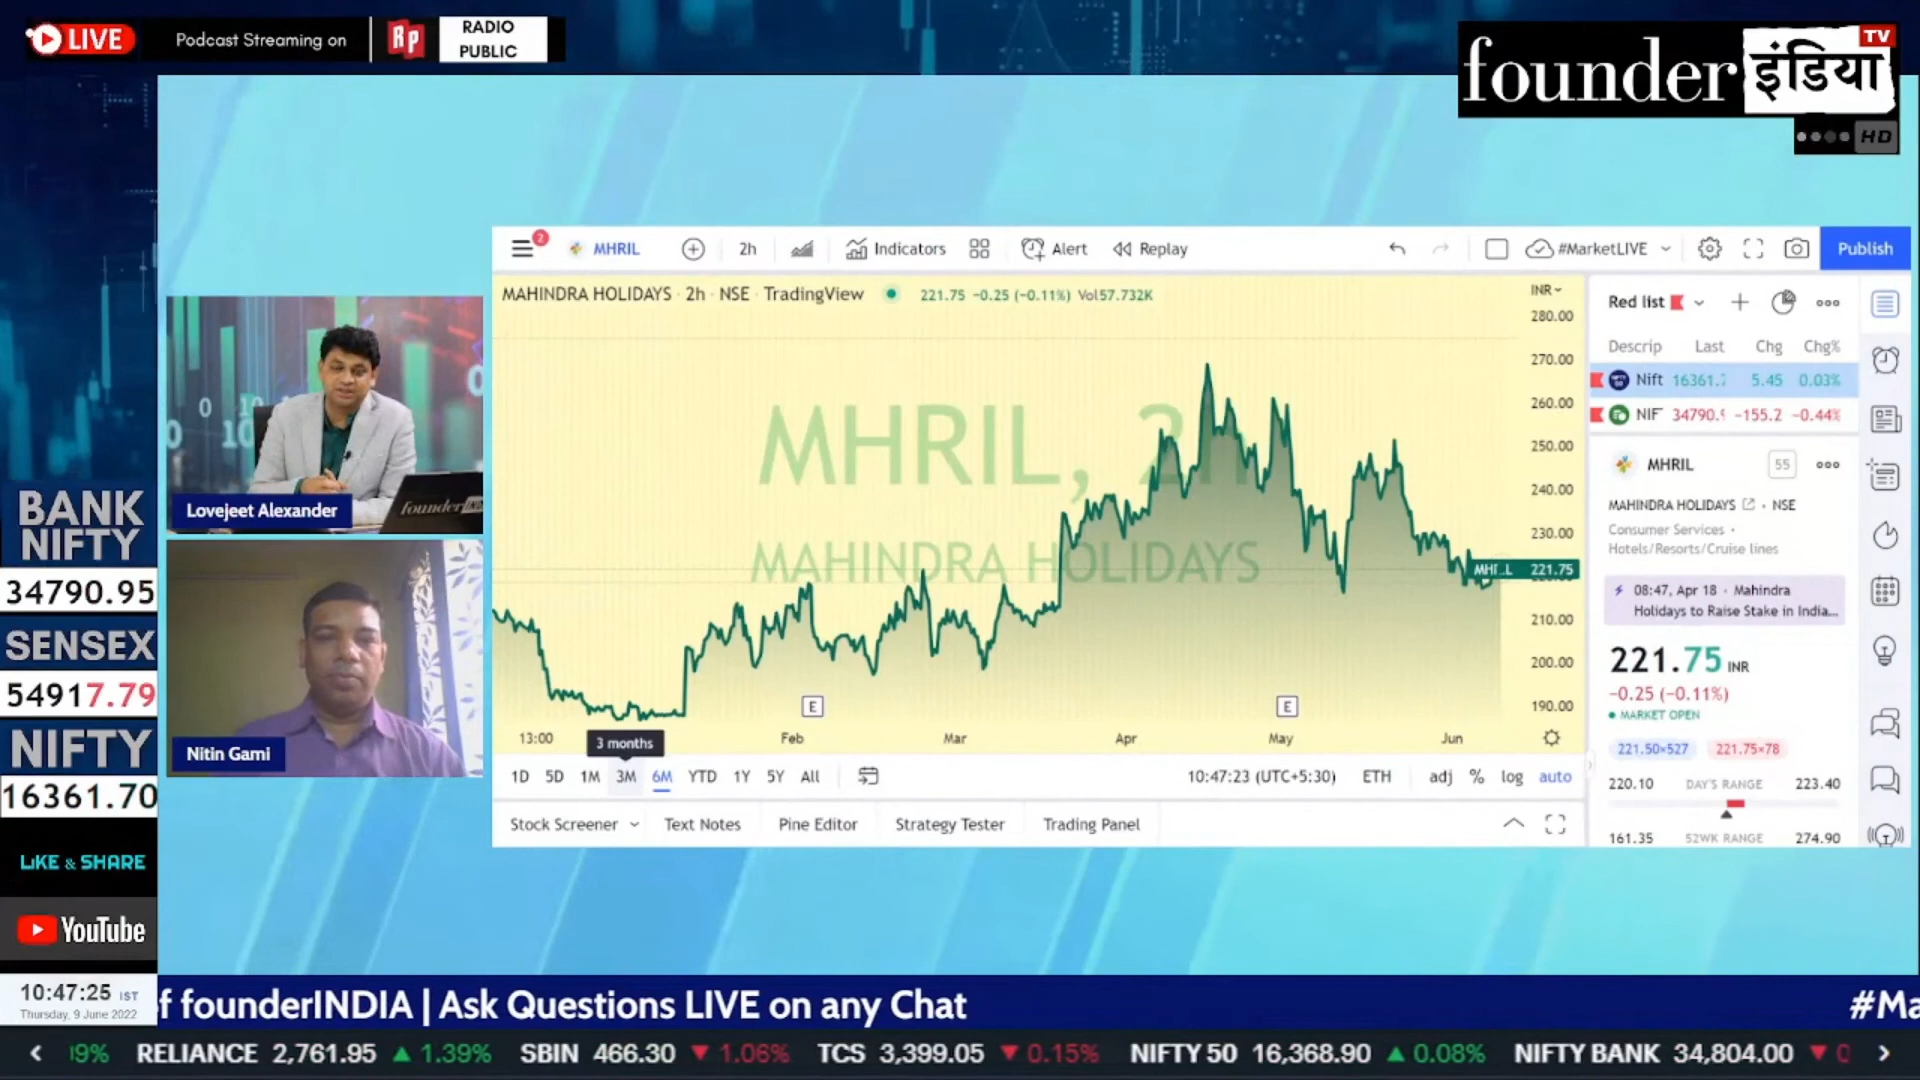 LIVE
Podcast Streaming on
Rp
RADIO
PUBLIC
founder इंडिया
TV
HD
2
MHRIL
2h
Indicators
Alert
Replay
#MarketLIVE
Publish
MAHINDRA HOLIDAYS · 2h · NSE · TradingView
221.75 −0.25 (−0.11%) Vol57.732K
INR
280.00
270.00
260.00
250.00
240.00
230.00
221.75
210.00
200.00
190.00
MHRIL, 2h
MAHINDRA HOLIDAYS
E
E
13:00
Feb
Mar
Apr
May
Jun
3 months
1D 5D 1M 3M 6M YTD 1Y 5Y All
10:47:23 (UTC+5:30) ETH adj % log auto
Stock Screener
Text Notes
Pine Editor
Strategy Tester
Trading Panel
Red list
Descrip Last Chg Chg%
Nift 16361.7 5.45 0.03%
34790.9 −155.2 −0.44%
MHRIL
55
MAHINDRA HOLIDAYS · NSE
Consumer Services ·
Hotels/Resorts/Cruise lines
08:47, Apr 18 · Mahindra
Holidays to Raise Stake in India...
221.75 INR
−0.25 (−0.11%)
MARKET OPEN
221.50×527
221.75×78
220.10 DAY'S RANGE 223.40
161.35 52WK RANGE 274.90
Lovejeet Alexander
founder
Nitin Gami
BANK
NIFTY
34790.95
SENSEX
54917.79
NIFTY
16361.70
LIKE & SHARE
YouTube
10:47:25 IST
Thursday, 9 June 2022
f founderINDIA | Ask Questions LIVE on any Chat
#Ma
9% RELIANCE 2,761.95 ▲ 1.39% SBIN 466.30 ▼ 1.06% TCS 3,399.05 ▼ 0.15% NIFTY 50 16,368.90 ▲ 0.08% NIFTY BANK 34,804.00 ▼